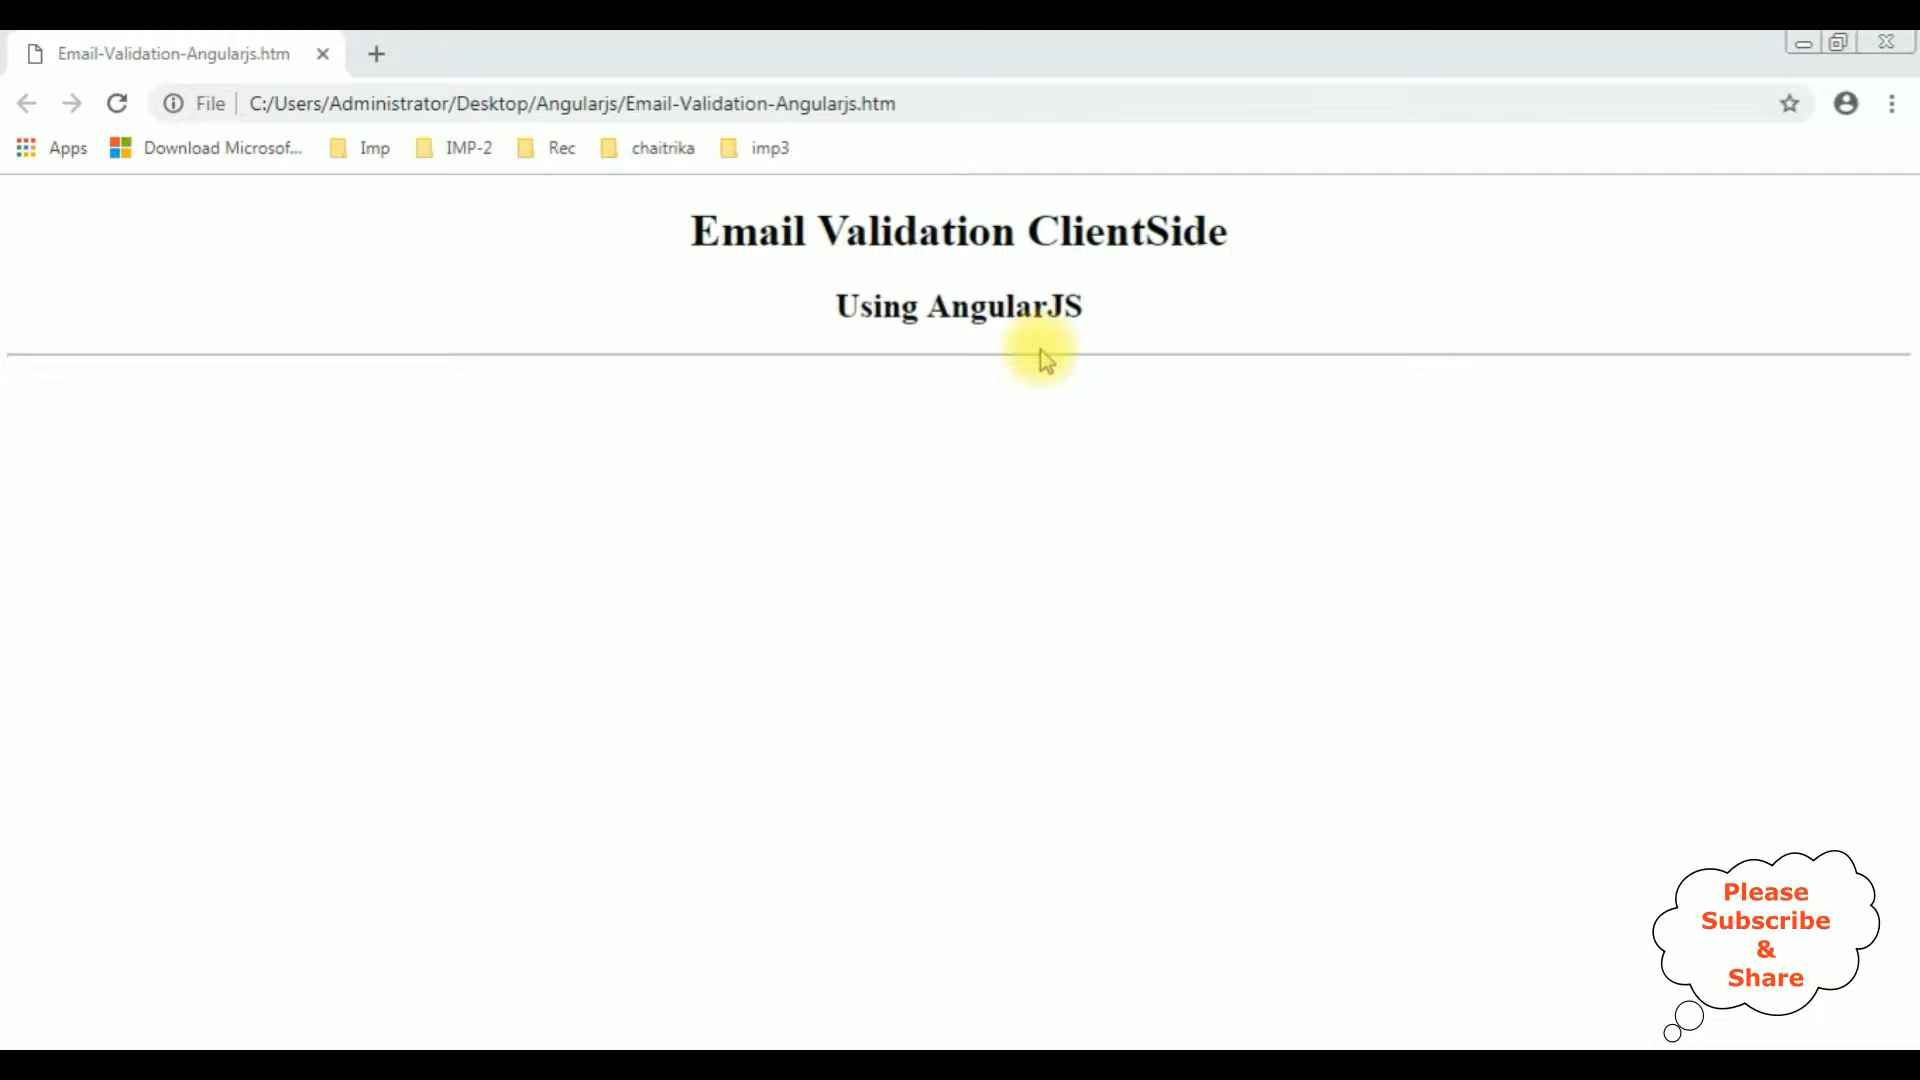 Email-Validation-Angularjs.htm
File C:/Users/Administrator/Desktop/Angularjs/Email-Validation-Angularjs.htm
Apps Download Microsof... Imp IMP-2 Rec chaitrika imp3
Email Validation ClientSide
Using AngularJS
Please
Subscribe
&
Share